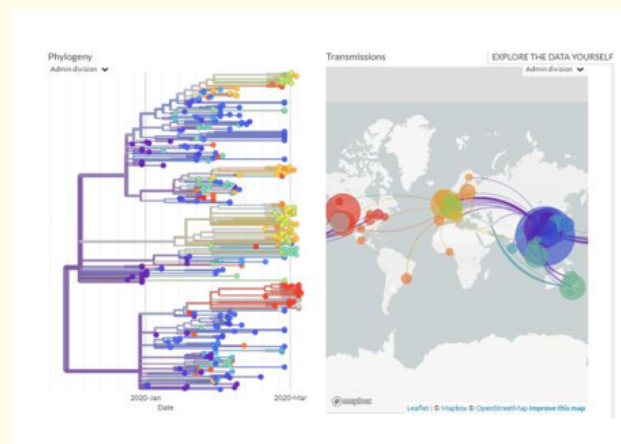 Phylogeny
Admin division
2020-Jan
2020-Mar
Date
Transmissions
EXPLORE THE DATA YOURSELF
Admin division
mapbox
Leaflet | © Mapbox © OpenStreetMap Improve this map